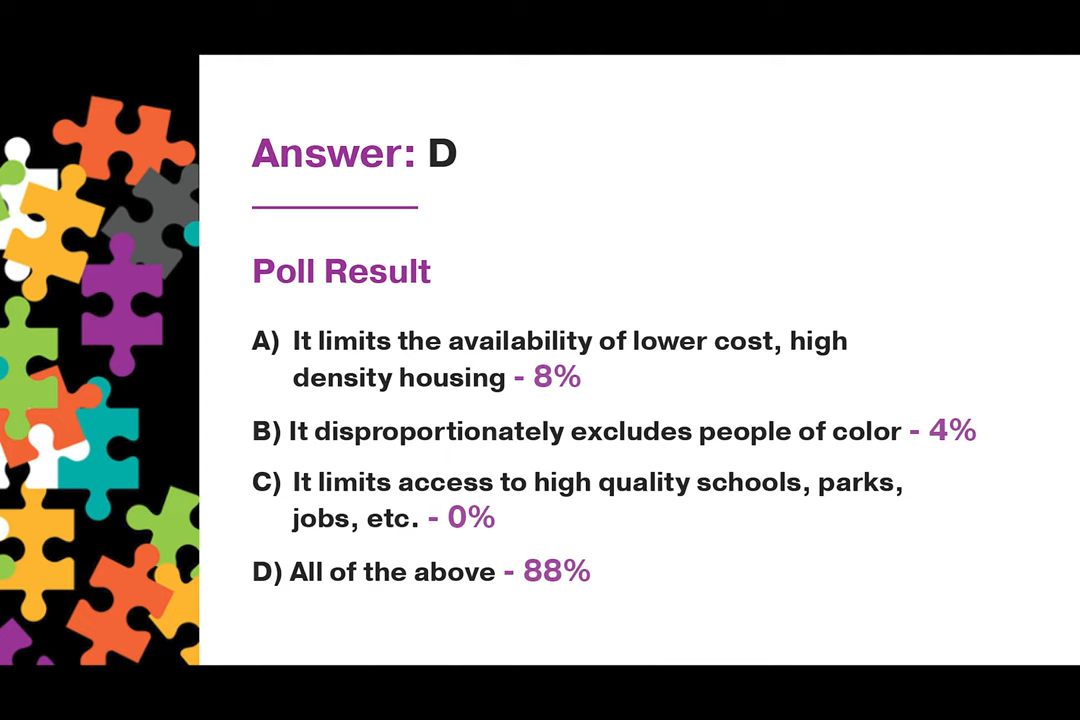 Answer: D
Poll Result
A) It limits the availability of lower cost, high
density housing - 8%
B) It disproportionately excludes people of color - 4%
C) It limits access to high quality schools, parks,
jobs, etc. - 0%
D) All of the above - 88%